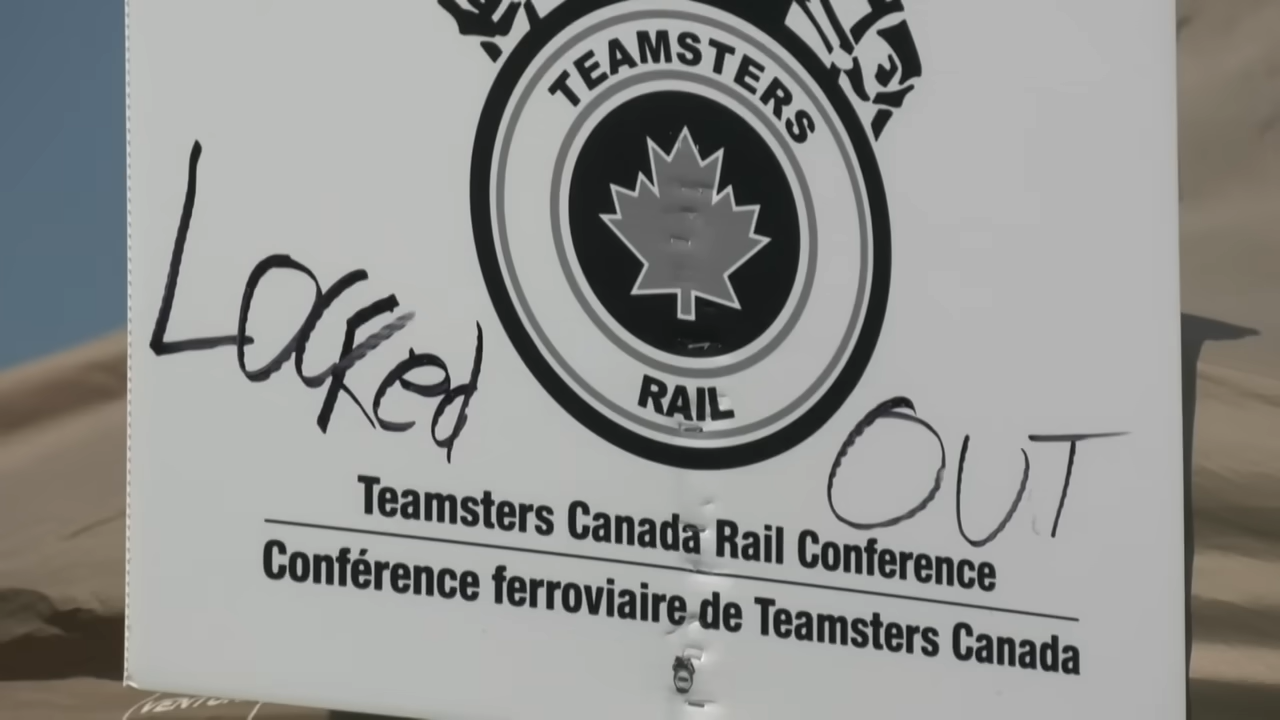 TEAMSTERS
RAIL
Locked OUT
Teamsters Canada Rail Conference
Conférence ferroviaire de Teamsters Canada